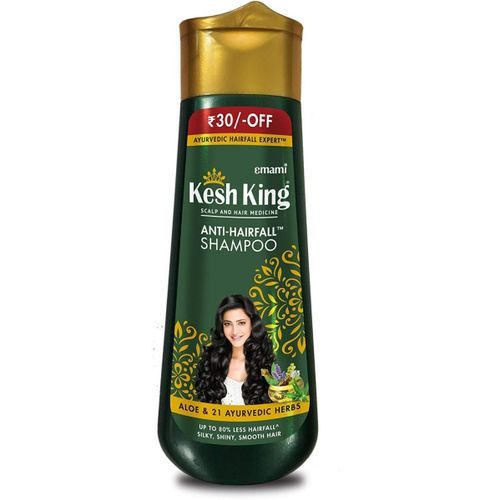 ₹30/-OFF
AYURVEDIC HAIRFALL EXPERT™
emami
Kesh King
SCALP AND HAIR MEDICINE
ANTI-HAIRFALL™
SHAMPOO
ALOE & 21 AYURVEDIC HERBS
UP TO 80% LESS HAIRFALL^
SILKY, SHINY, SMOOTH HAIR